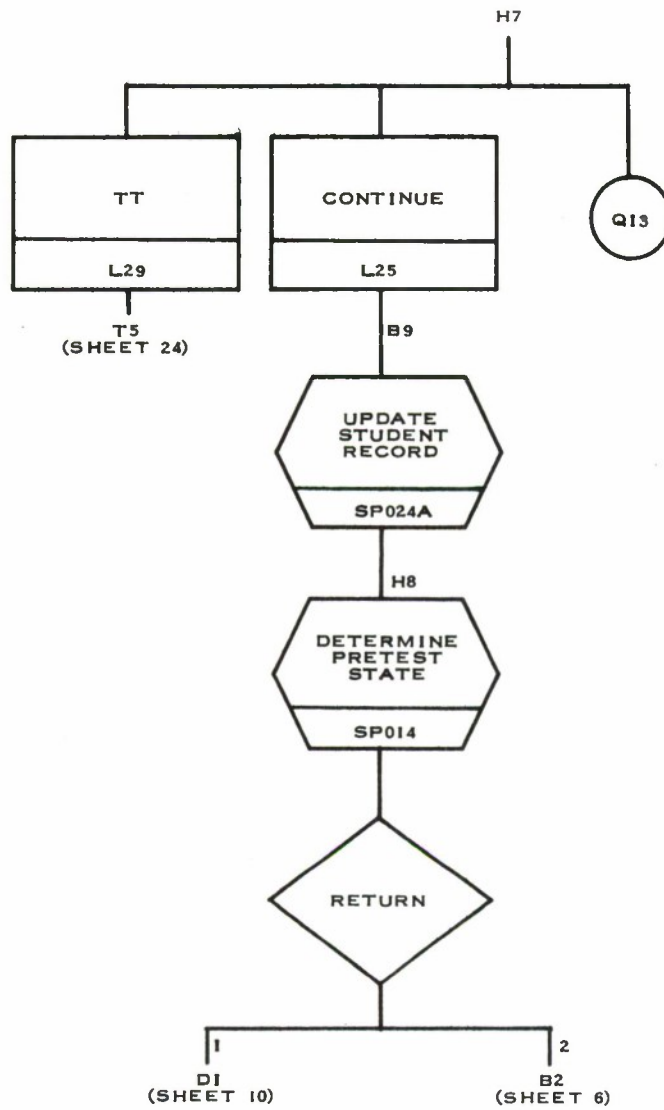 H7
TT
CONTINUE
Q13
L29
L25
T5
(SHEET 24)
B9
UPDATE
STUDENT
RECORD
SP024A
H8
DETERMINE
PRETEST
STATE
SP014
RETURN
1
2
D1
(SHEET 10)
B2
(SHEET 6)